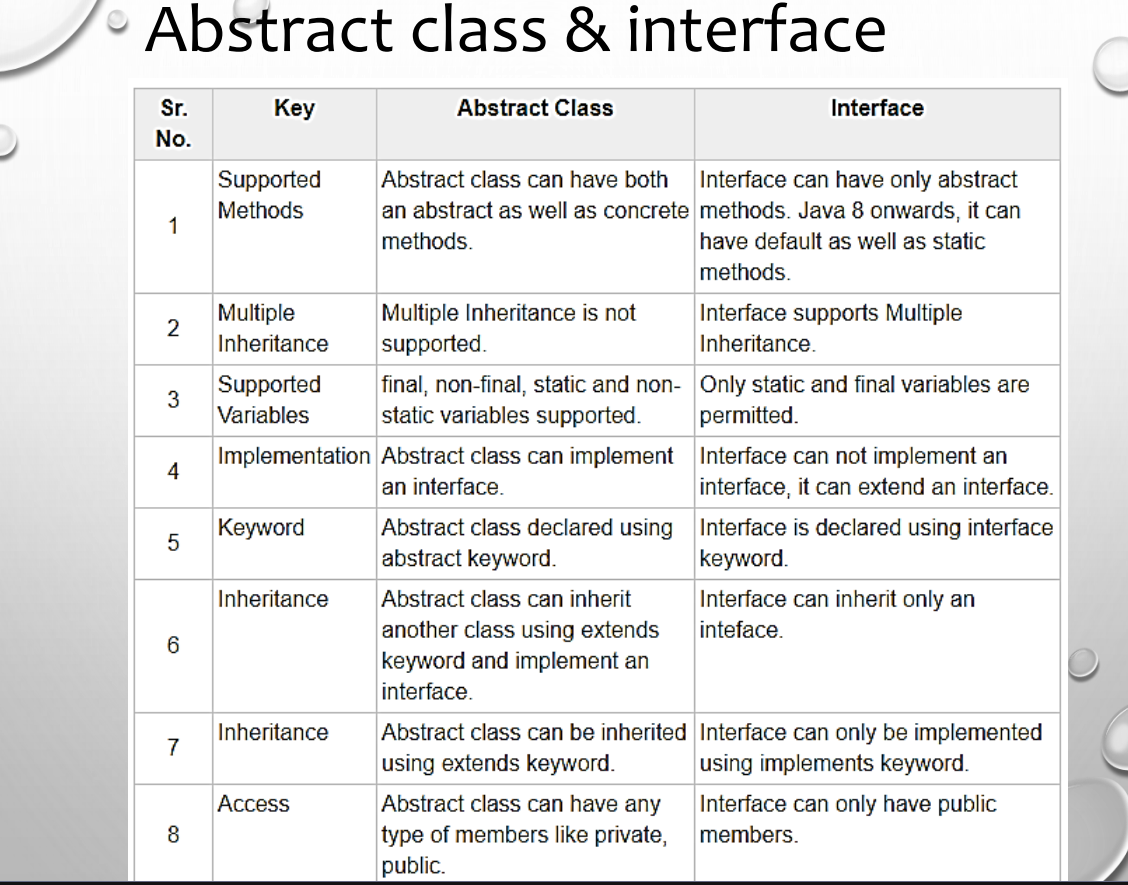 Abstract class & interface
Sr. No.
Key
Abstract Class
Interface
1
Supported
Methods
Abstract class can have both
an abstract as well as concrete
methods.
Interface can have only abstract
methods. Java 8 onwards, it can
have default as well as static
methods.
2
Multiple
Inheritance
Multiple Inheritance is not
supported.
Interface supports Multiple
Inheritance.
3
Supported
Variables
final, non-final, static and non-
static variables supported.
Only static and final variables are
permitted.
4
Implementation
Abstract class can implement
an interface.
Interface can not implement an
interface, it can extend an interface.
5
Keyword
Abstract class declared using
abstract keyword.
Interface is declared using interface
keyword.
6
Inheritance
Abstract class can inherit
another class using extends
keyword and implement an
interface.
Interface can inherit only an
inteface.
7
Inheritance
Abstract class can be inherited
using extends keyword.
Interface can only be implemented
using implements keyword.
8
Access
Abstract class can have any
type of members like private,
public.
Interface can only have public
members.